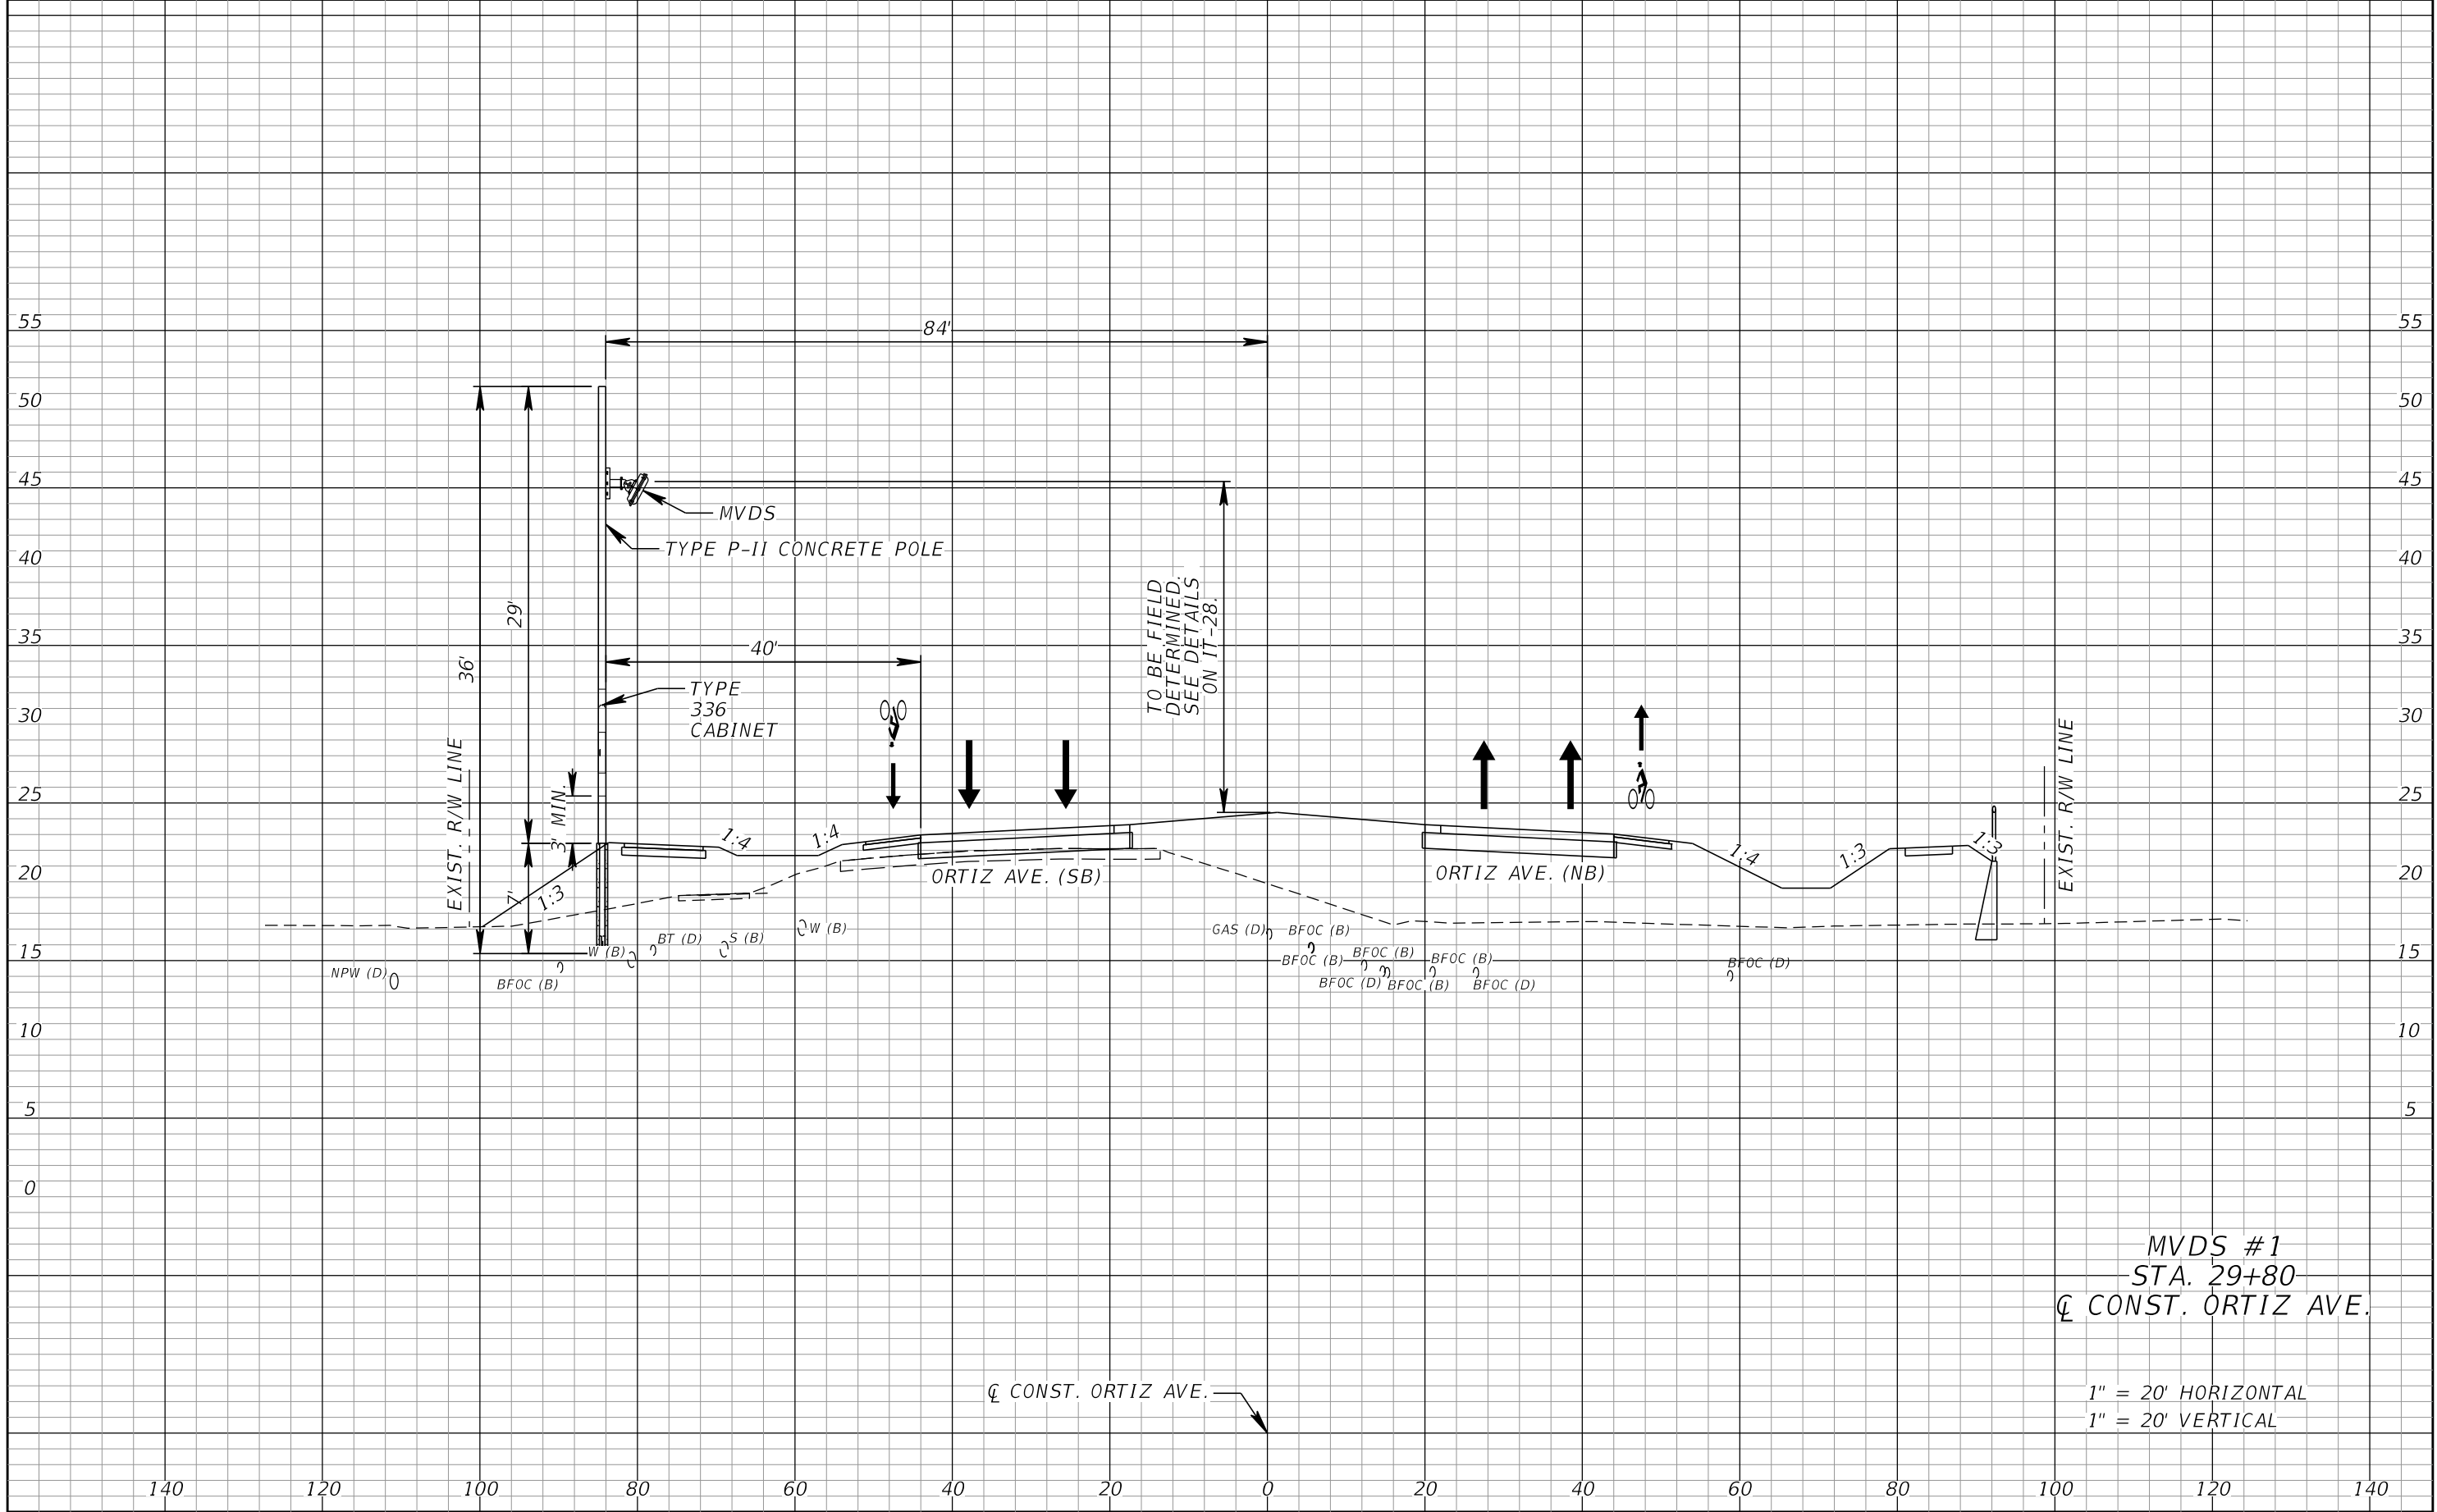 55
55
84'
50
50
45
45
MVDS
TYPE P-II CONCRETE POLE
40
40
29'
TO BE FIELD
DETERMINED.
SEE DETAILS
ON IT-28.
35
35
36'
40'
TYPE
336
CABINET
30
30
EXIST. R/W LINE
EXIST. R/W LINE
25
25
3' MIN.
1:4
1:4
1:4
1:3
1:3
20
20
ORTIZ AVE. (SB)
ORTIZ AVE. (NB)
7'
1:3
W (B)
GAS (D)
BFOC (B)
BT (D)
S (B)
W (B)
15
15
BFOC (B)
BFOC (B)
BFOC (B)
BFOC (D)
NPW (D)
BFOC (B)
BFOC (D)
BFOC (B)
BFOC (D)
10
10
5
5
0
MVDS #1
STA. 29+80
℄ CONST. ORTIZ AVE.
℄ CONST. ORTIZ AVE.
1" = 20' HORIZONTAL
1" = 20' VERTICAL
140 120 100 80 60 40 20 0 20 40 60 80 100 120 140